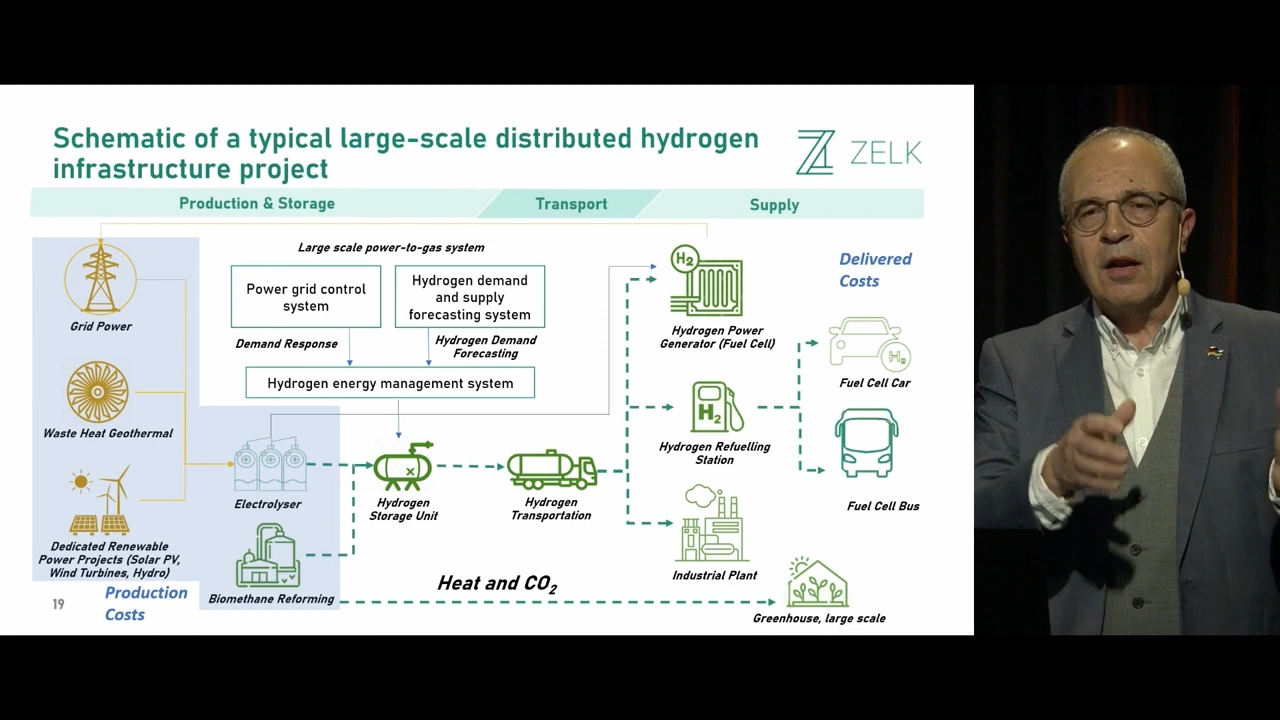 Schematic of a typical large-scale distributed hydrogen
infrastructure project
ZELK
Production & Storage
Transport
Supply
Large scale power-to-gas system
Power grid control
system
Hydrogen demand
and supply
forecasting system
Demand Response
Hydrogen Demand
Forecasting
Hydrogen energy management system
Grid Power
Waste Heat Geothermal
Dedicated Renewable
Power Projects (Solar PV,
Wind Turbines, Hydro)
Electrolyser
Biomethane Reforming
Hydrogen
Storage Unit
Hydrogen
Transportation
H2
Hydrogen Power
Generator (Fuel Cell)
H2
Hydrogen Refuelling
Station
Industrial Plant
Delivered
Costs
H2
Fuel Cell Car
Fuel Cell Bus
Heat and CO2
Greenhouse, large scale
Production
Costs
19